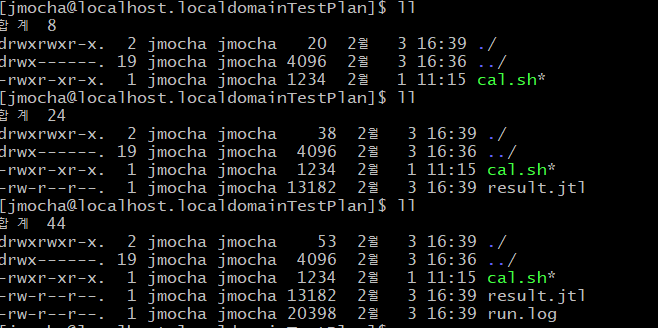 [jmocha@localhost.localdomainTestPlan]$ ll
합계 8
drwxrwxr-x. 2 jmocha jmocha 20 2월 3 16:39 ./
drwx------. 19 jmocha jmocha 4096 2월 3 16:36 ../
-rwxr-xr-x. 1 jmocha jmocha 1234 2월 1 11:15 cal.sh*
[jmocha@localhost.localdomainTestPlan]$ ll
합계 24
drwxrwxr-x. 2 jmocha jmocha 38 2월 3 16:39 ./
drwx------. 19 jmocha jmocha 4096 2월 3 16:36 ../
-rwxr-xr-x. 1 jmocha jmocha 1234 2월 1 11:15 cal.sh*
-rw-r--r--. 1 jmocha jmocha 13182 2월 3 16:39 result.jtl
[jmocha@localhost.localdomainTestPlan]$ ll
합계 44
drwxrwxr-x. 2 jmocha jmocha 53 2월 3 16:39 ./
drwx------. 19 jmocha jmocha 4096 2월 3 16:36 ../
-rwxr-xr-x. 1 jmocha jmocha 1234 2월 1 11:15 cal.sh*
-rw-r--r--. 1 jmocha jmocha 13182 2월 3 16:39 result.jtl
-rw-r--r--. 1 jmocha jmocha 20398 2월 3 16:39 run.log